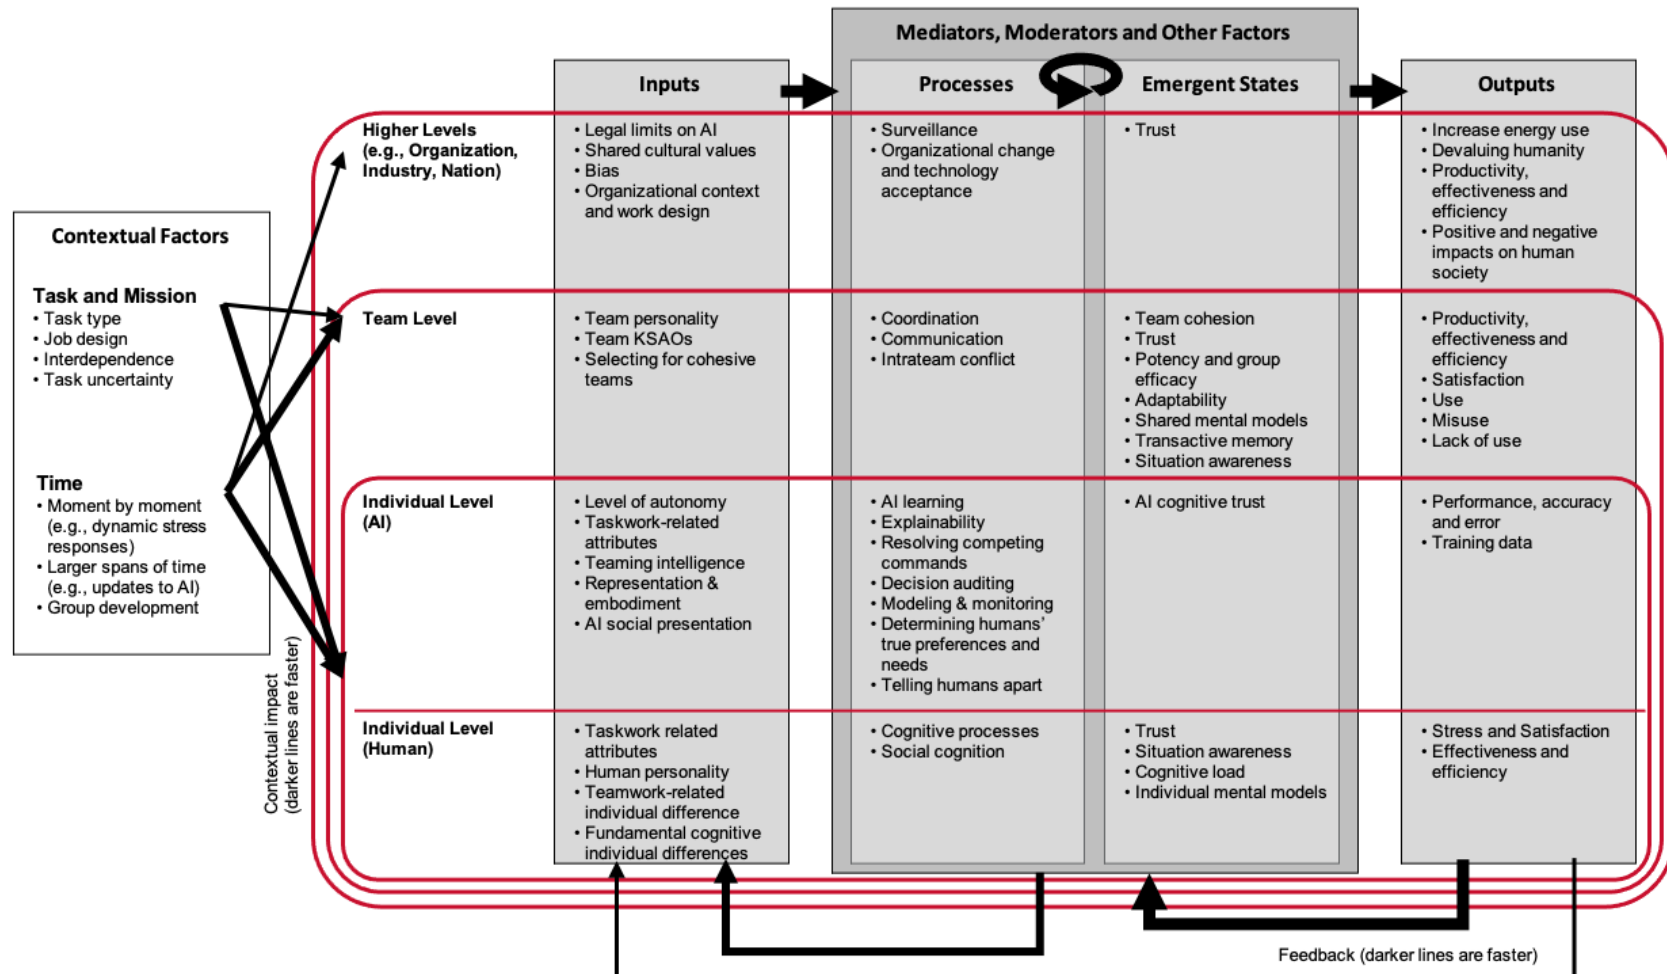 Mediators, Moderators and Other Factors
Inputs
Processes
Emergent States
Outputs
Contextual Factors
Task and Mission
• Task type
• Job design
• Interdependence
• Task uncertainty
Time
• Moment by moment
(e.g., dynamic stress
responses)
• Larger spans of time
(e.g., updates to AI)
• Group development
Contextual impact
(darker lines are faster)
Higher Levels
(e.g., Organization,
Industry, Nation)
• Legal limits on AI
• Shared cultural values
• Bias
• Organizational context
and work design
• Surveillance
• Organizational change
and technology
acceptance
• Trust
• Increase energy use
• Devaluing humanity
• Productivity,
effectiveness and
efficiency
• Positive and negative
impacts on human
society
Team Level
• Team personality
• Team KSAOs
• Selecting for cohesive
teams
• Coordination
• Communication
• Intrateam conflict
• Team cohesion
• Trust
• Potency and group
efficacy
• Adaptability
• Shared mental models
• Transactive memory
• Situation awareness
• Productivity,
effectiveness and
efficiency
• Satisfaction
• Use
• Misuse
• Lack of use
Individual Level
(AI)
• Level of autonomy
• Taskwork-related
attributes
• Teaming intelligence
• Representation &
embodiment
• AI social presentation
• AI learning
• Explainability
• Resolving competing
commands
• Decision auditing
• Modeling & monitoring
• Determining humans'
true preferences and
needs
• Telling humans apart
• AI cognitive trust
• Performance, accuracy
and error
• Training data
Individual Level
(Human)
• Taskwork related
attributes
• Human personality
• Teamwork-related
individual difference
• Fundamental cognitive
individual differences
• Cognitive processes
• Social cognition
• Trust
• Situation awareness
• Cognitive load
• Individual mental models
• Stress and Satisfaction
• Effectiveness and
efficiency
Feedback (darker lines are faster)